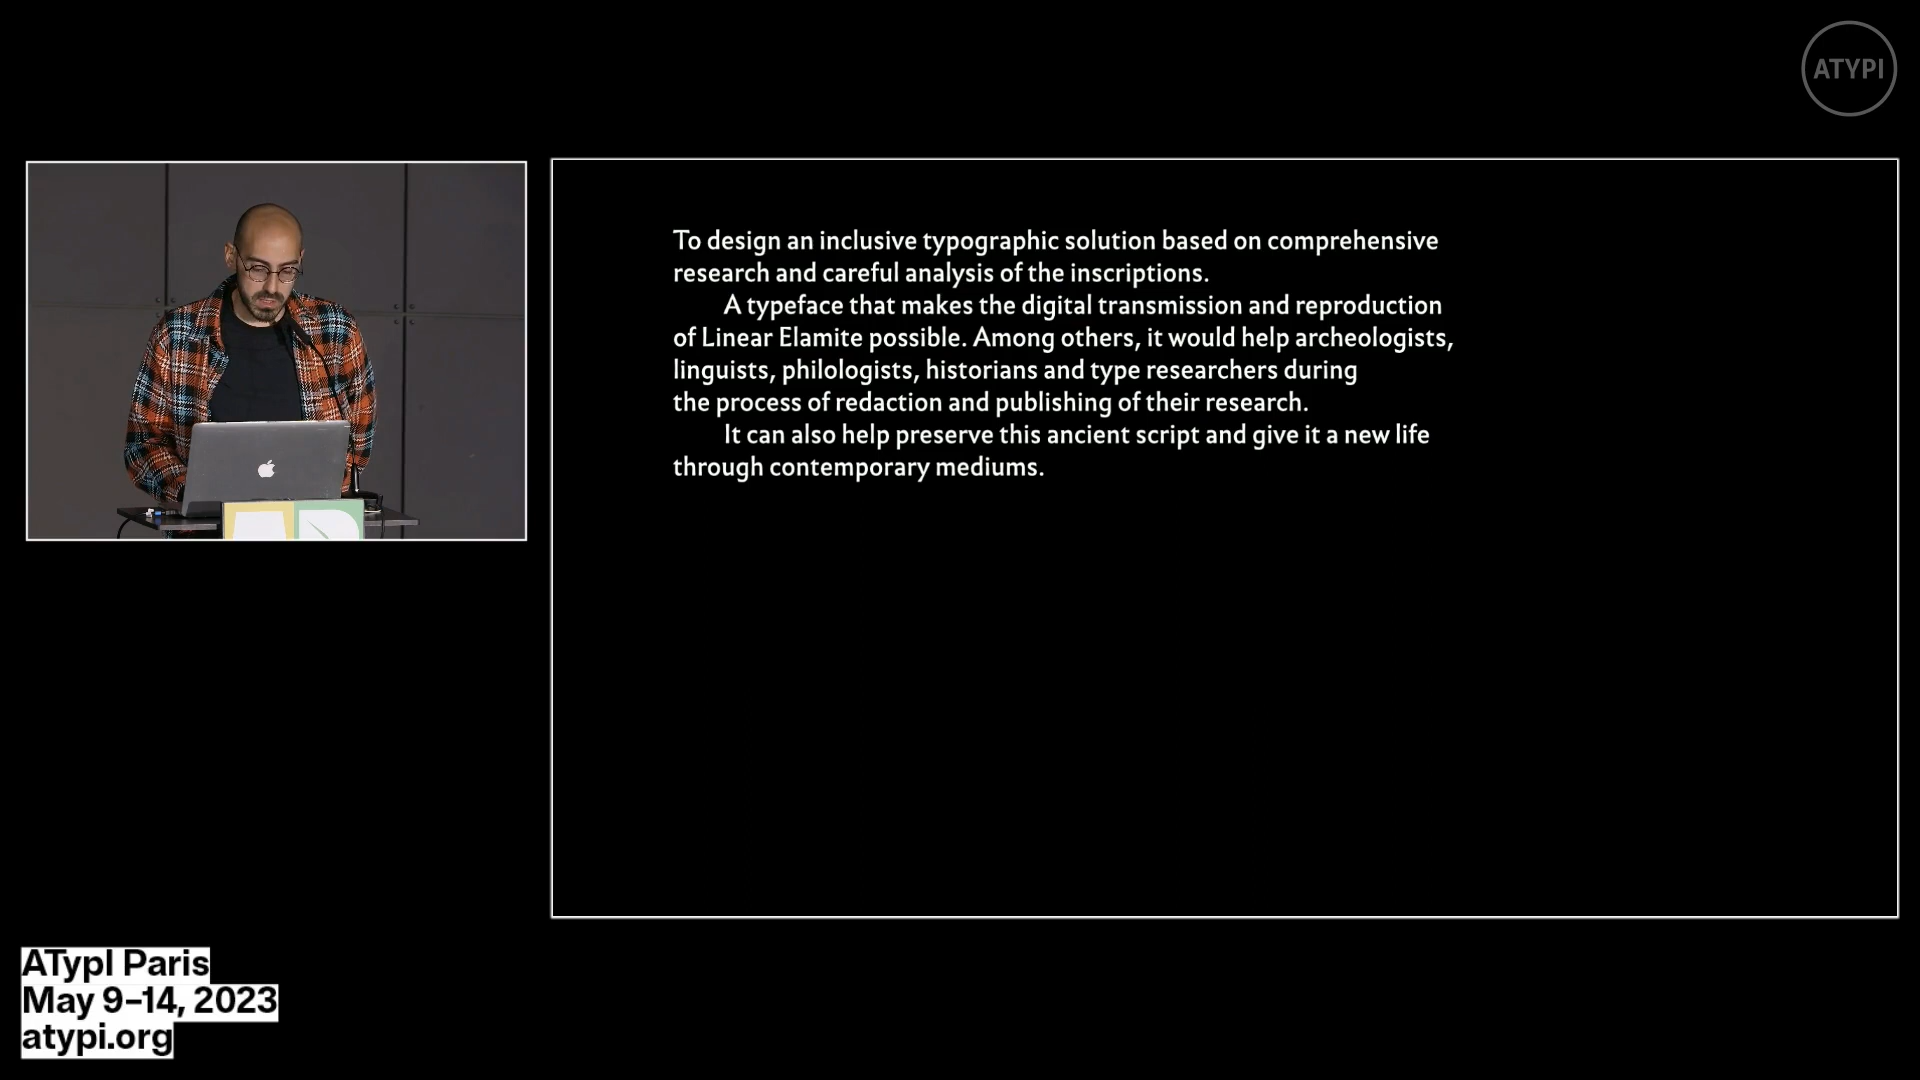 ATYPI
To design an inclusive typographic solution based on comprehensive
research and careful analysis of the inscriptions.
A typeface that makes the digital transmission and reproduction
of Linear Elamite possible. Among others, it would help archeologists,
linguists, philologists, historians and type researchers during
the process of redaction and publishing of their research.
It can also help preserve this ancient script and give it a new life
through contemporary mediums.
ATypI Paris
May 9–14, 2023
atypi.org